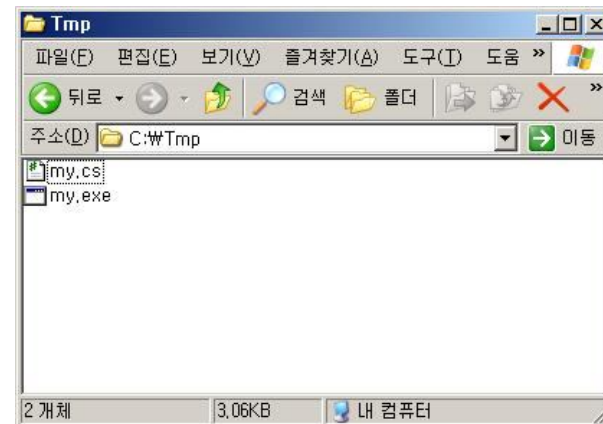 Tmp
파일(F) 편집(E) 보기(V) 즐겨찾기(A) 도구(T) 도움 »
뒤로 검색 폴더 »
주소(D) C:₩Tmp 이동
my.cs
my.exe
2 개체 3,06KB 내 컴퓨터